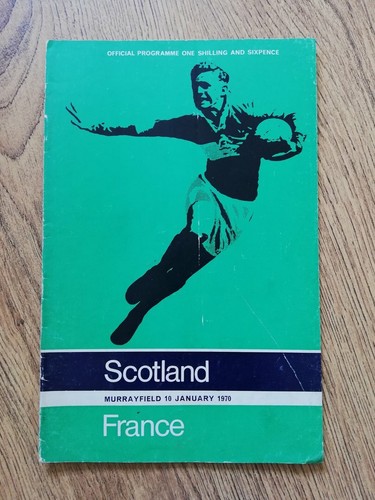 OFFICIAL PROGRAMME ONE SHILLING AND SIXPENCE
Scotland
MURRAYFIELD 10 JANUARY 1970
France